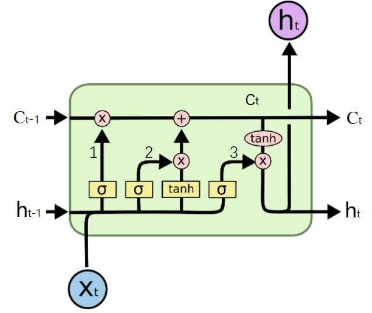 hₜ
Cₜ
Cₜ₋₁ x + Cₜ
tanh
1 2 x 3 x
σ σ tanh σ
hₜ₋₁ hₜ
xₜ